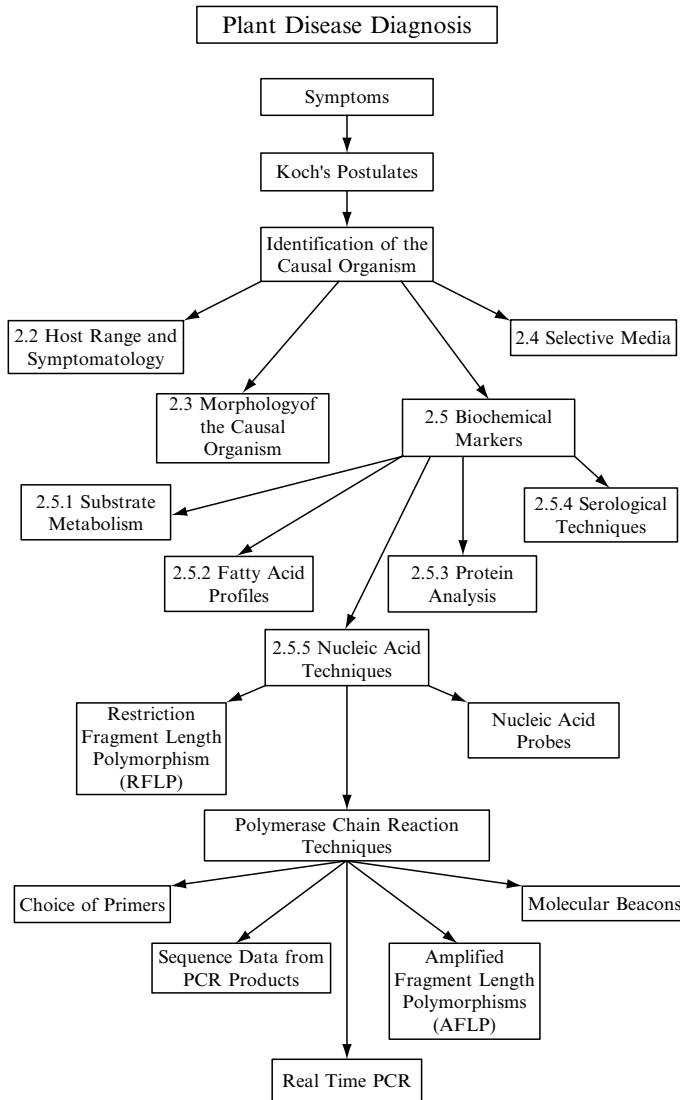 Plant Disease Diagnosis
Symptoms
Koch's Postulates
Identification of the
Causal Organism
2.2 Host Range and
Symptomatology
2.4 Selective Media
2.3 Morphologyof
the Causal
Organism
2.5 Biochemical
Markers
2.5.1 Substrate
Metabolism
2.5.4 Serological
Techniques
2.5.2 Fatty Acid
Profiles
2.5.3 Protein
Analysis
2.5.5 Nucleic Acid
Techniques
Restriction
Fragment Length
Polymorphism
(RFLP)
Nucleic Acid
Probes
Polymerase Chain Reaction
Techniques
Choice of Primers
Molecular Beacons
Sequence Data from
PCR Products
Amplified
Fragment Length
Polymorphisms
(AFLP)
Real Time PCR